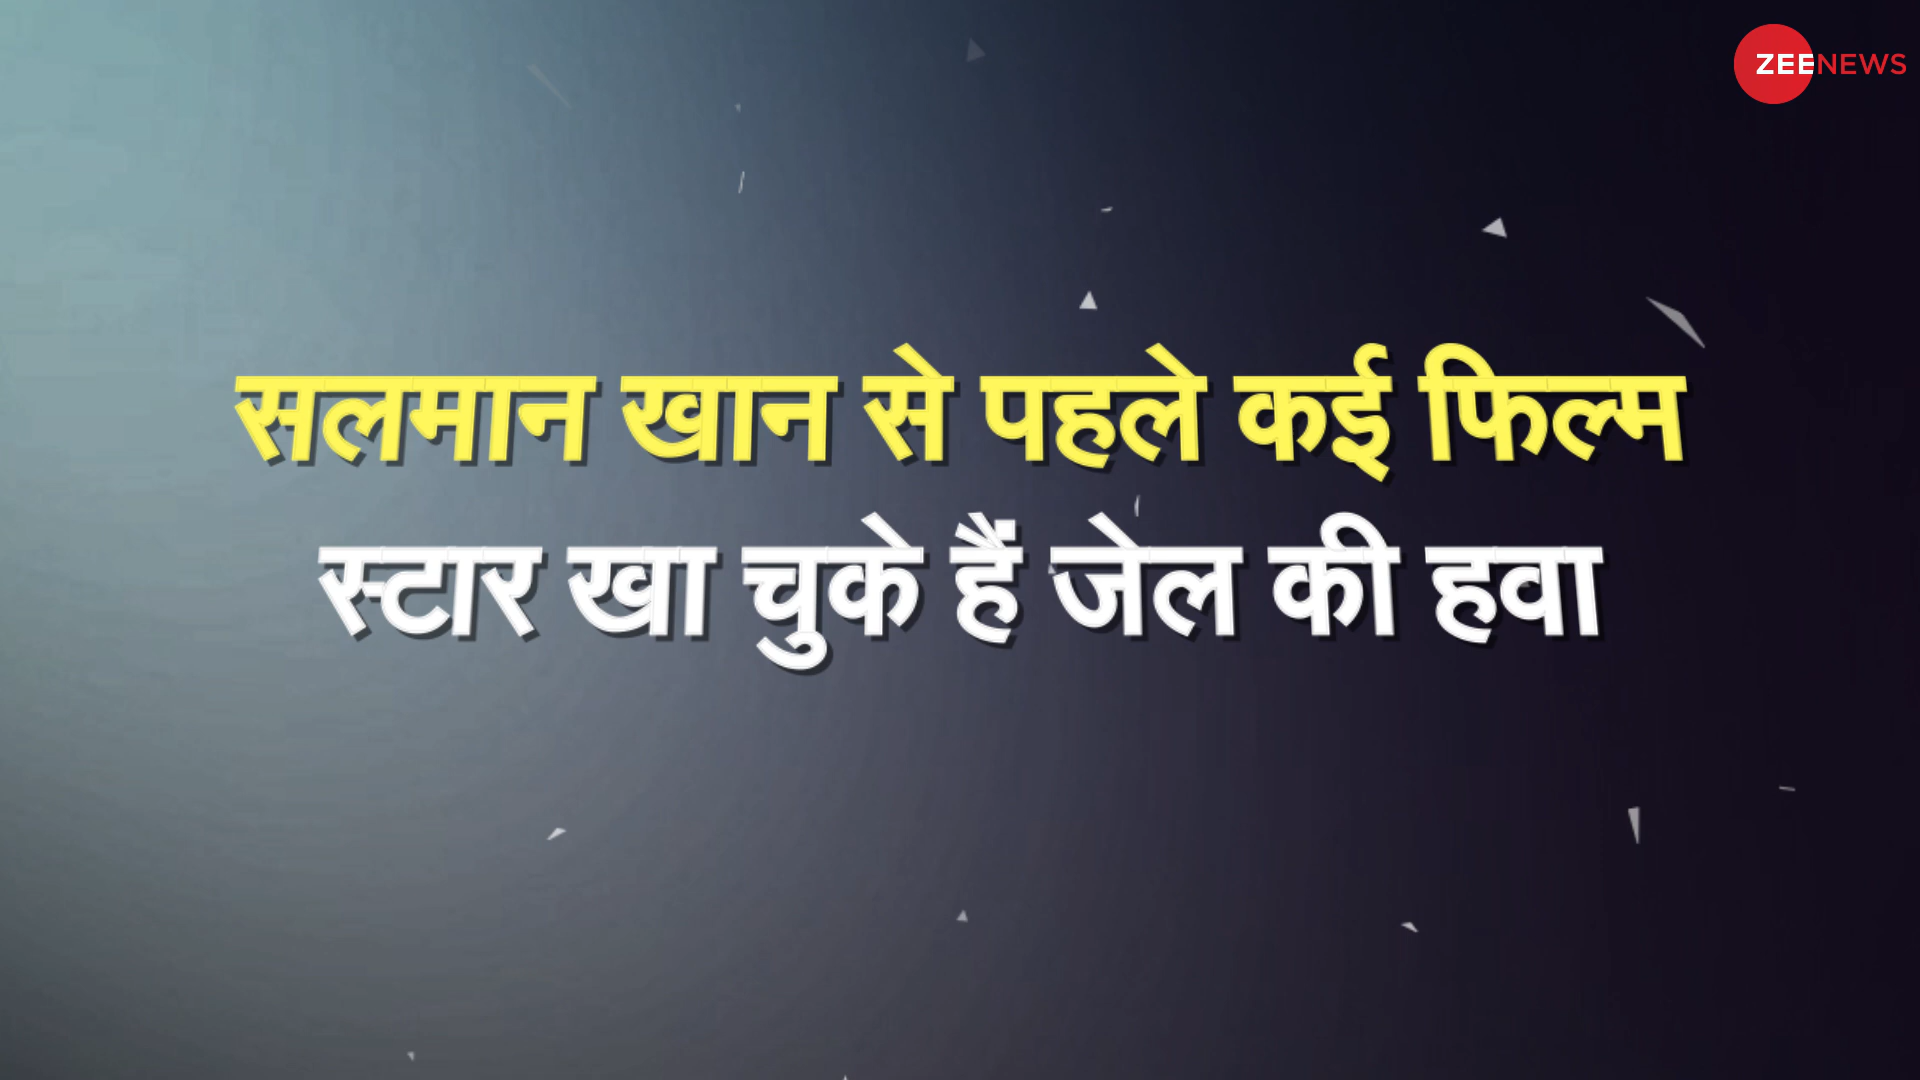 ZEENEWS
सलमान खान से पहले कई फिल्म
स्टार खा चुके हैं जेल की हवा